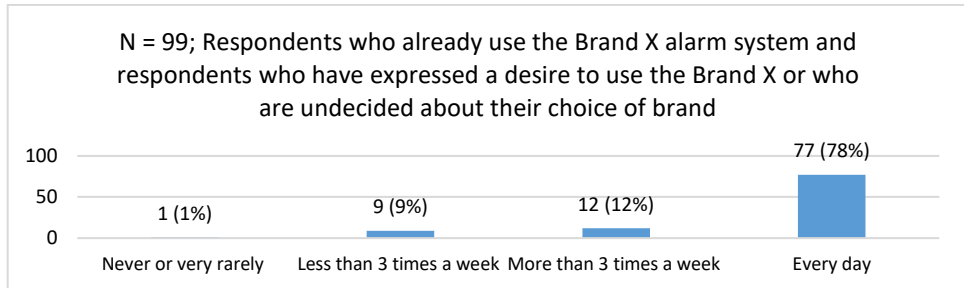 N = 99; Respondents who already use the Brand X alarm system and
respondents who have expressed a desire to use the Brand X or who
are undecided about their choice of brand
77 (78%)
100
50
12 (12%)
9 (9%)
1 (1%)
0
Never or very rarely
Less than 3 times a week
More than 3 times a week
Every day